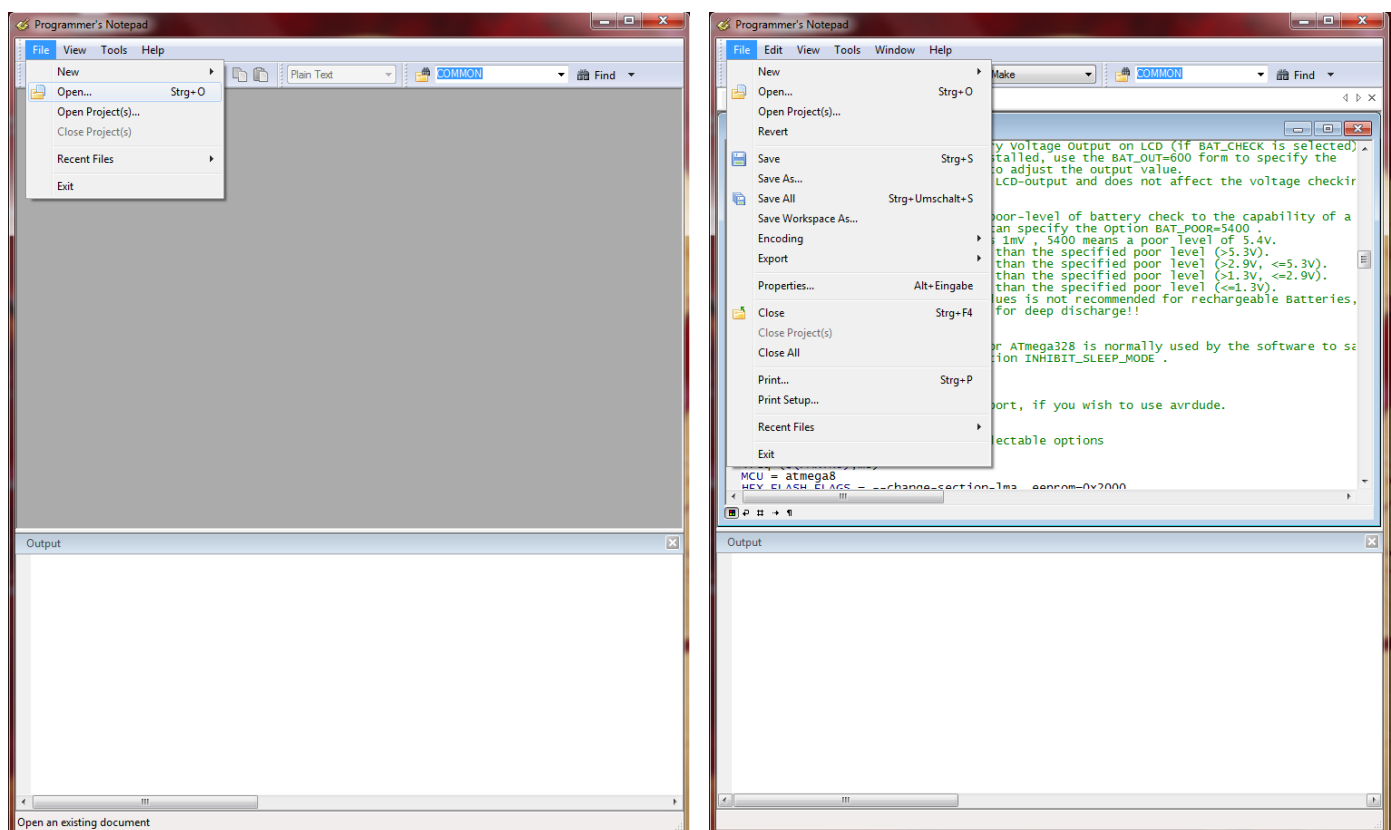 Programmer's Notepad
File View Tools Help
Plain Text COMMON Find
New
Open... Strg+O
Open Project(s)...
Close Project(s)
Recent Files
Exit
Output
Open an existing document
Programmer's Notepad
File Edit View Tools Window Help
Make COMMON Find
New
Open... Strg+O
Open Project(s)...
Revert
Save Strg+S
Save As...
Save All Strg+Umschalt+S
Save Workspace As...
Encoding
Export
Properties... Alt+Eingabe
Close Strg+F4
Close Project(s)
Close All
Print... Strg+P
Print Setup...
Recent Files
Exit
y Voltage Output on LCD (if BAT_CHECK is selected)
stalled, use the BAT_OUT=600 form to specify the
to adjust the output value.
LCD-output and does not affect the voltage checkin
poor-level of battery check to the capability of a
can specify the Option BAT_POOR=5400 .
s 1mV , 5400 means a poor level of 5.4V.
than the specified poor level (>5.3V).
than the specified poor level (>2.9V, <=5.3V).
than the specified poor level (>1.3V, <=2.9V).
than the specified poor level (<=1.3V).
lues is not recommended for rechargeable Batteries,
for deep discharge!!
or ATmega328 is normally used by the software to sa
tion INHIBIT_SLEEP_MODE .
port, if you wish to use avrdude.
lectable options
MCU = atmega8
HEX_FLASH_FLAGS = --change-section-lma .eeprom=0x2000
Output